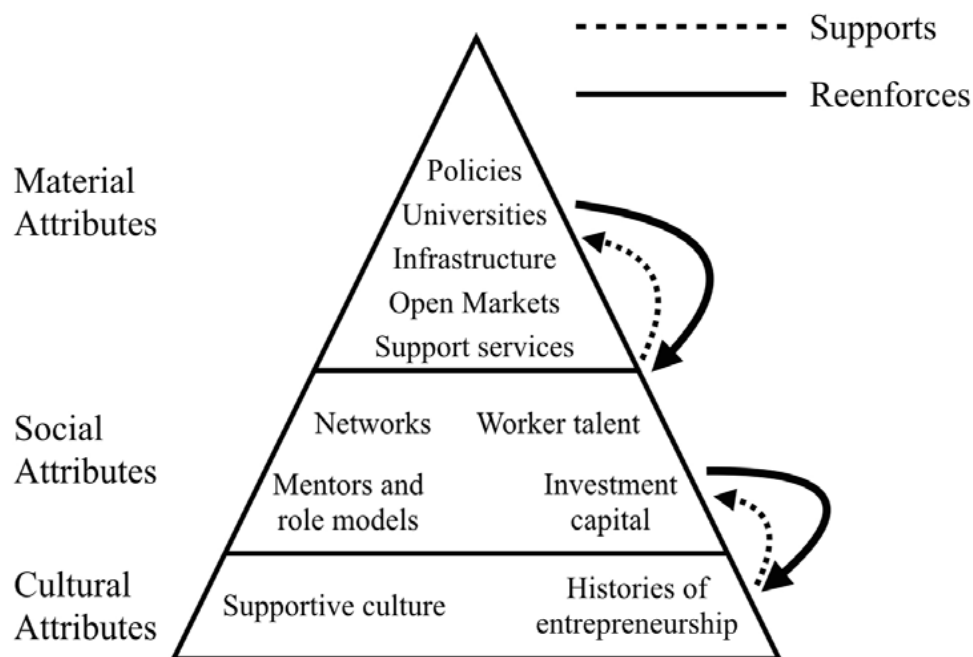 Supports
Reenforces
Material
Attributes
Policies
Universities
Infrastructure
Open Markets
Support services
Social
Attributes
Networks
Worker talent
Mentors and
role models
Investment
capital
Cultural
Attributes
Supportive culture
Histories of
entrepreneurship